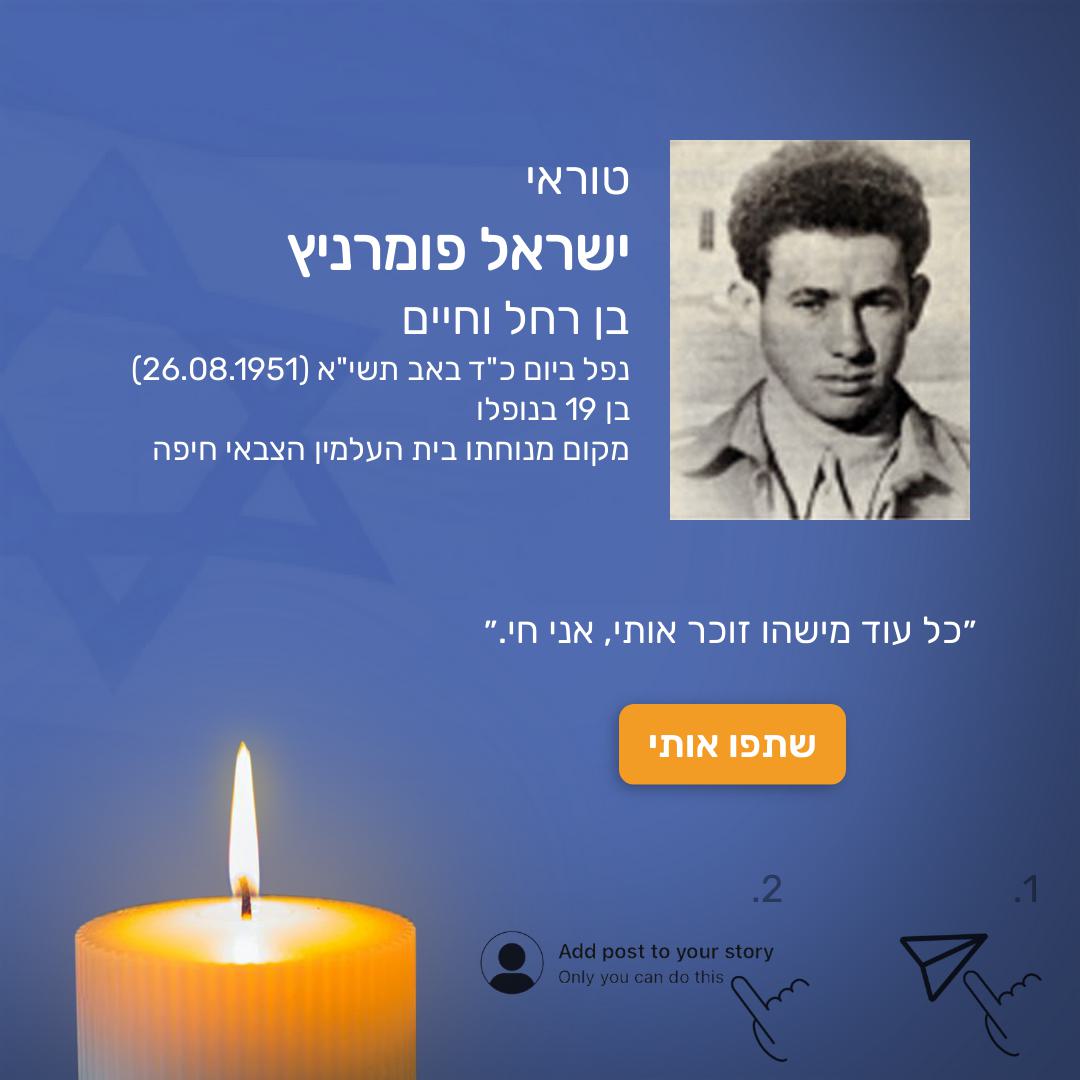 טוראי
ישראל פומרניץ
בן רחל וחיים
נפל ביום כ"ד באב תשי"א (26.08.1951)
בן 19 בנופלו
מקום מנוחתו בית העלמין הצבאי חיפה
״כל עוד מישהו זוכר אותי, אני חי.״
שתפו אותי
1.
2.
Add post to your story
Only you can do this